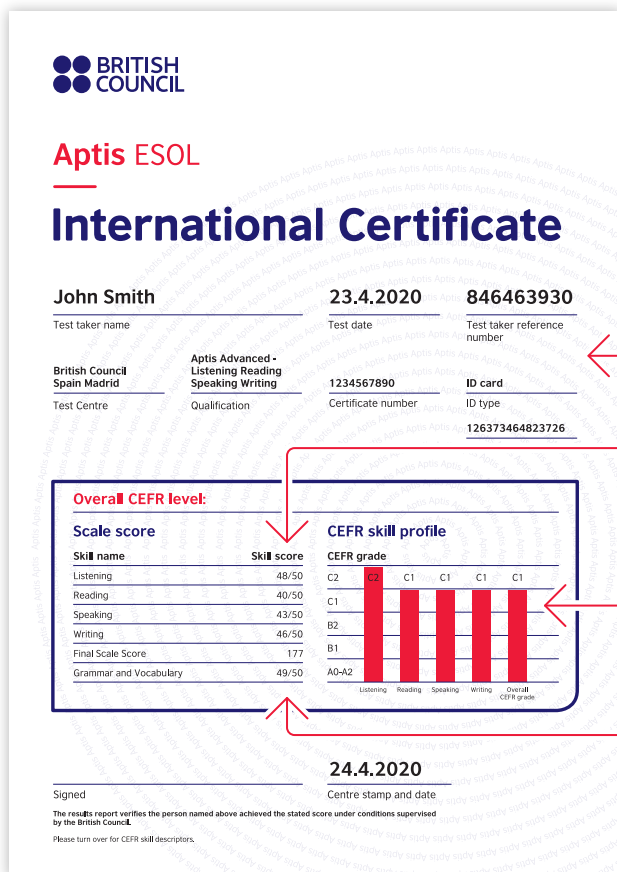 BRITISH
COUNCIL
Aptis ESOL
International Certificate
John Smith 23.4.2020 846463930
Test taker name Test date Test taker reference
number
British Council
Spain Madrid
Aptis Advanced -
Listening Reading
Speaking Writing
1234567890 ID card
Test Centre Qualification Certificate number ID type
126373464823726
Overall CEFR level:
Scale score
Skill name Skill score
Listening 48/50
Reading 40/50
Speaking 43/50
Writing 46/50
Final Scale Score 177
Grammar and Vocabulary 49/50
CEFR skill profile
CEFR grade
C2 C2 C1 C1 C1 C1
C1
B2
B1
A0-A2
Listening Reading Speaking Writing Overall
CEFR grade
24.4.2020
Signed Centre stamp and date
The results report verifies the person named above achieved the stated score under conditions supervised
by the British Council.
Please turn over for CEFR skill descriptors.